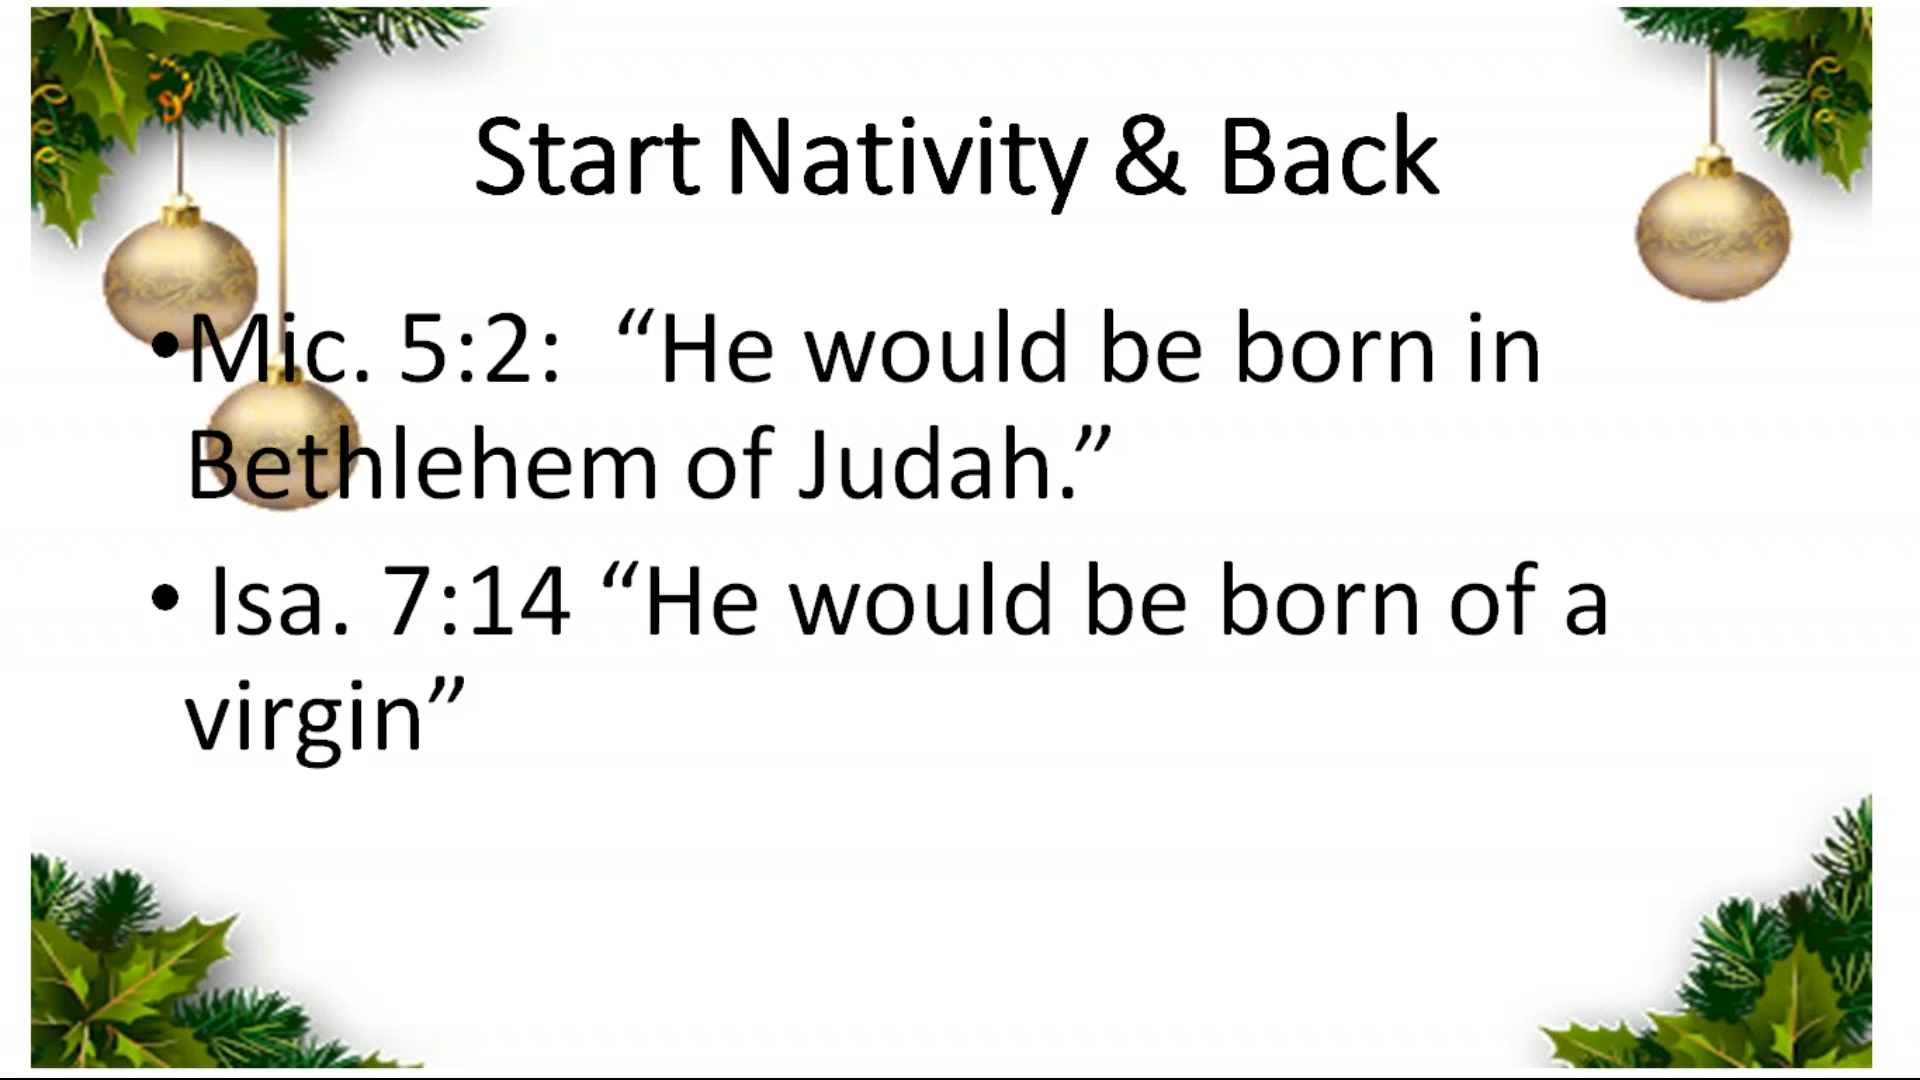 Start Nativity & Back
•Mic. 5:2:  “He would be born in
Bethlehem of Judah.”
• Isa. 7:14 “He would be born of a
virgin”